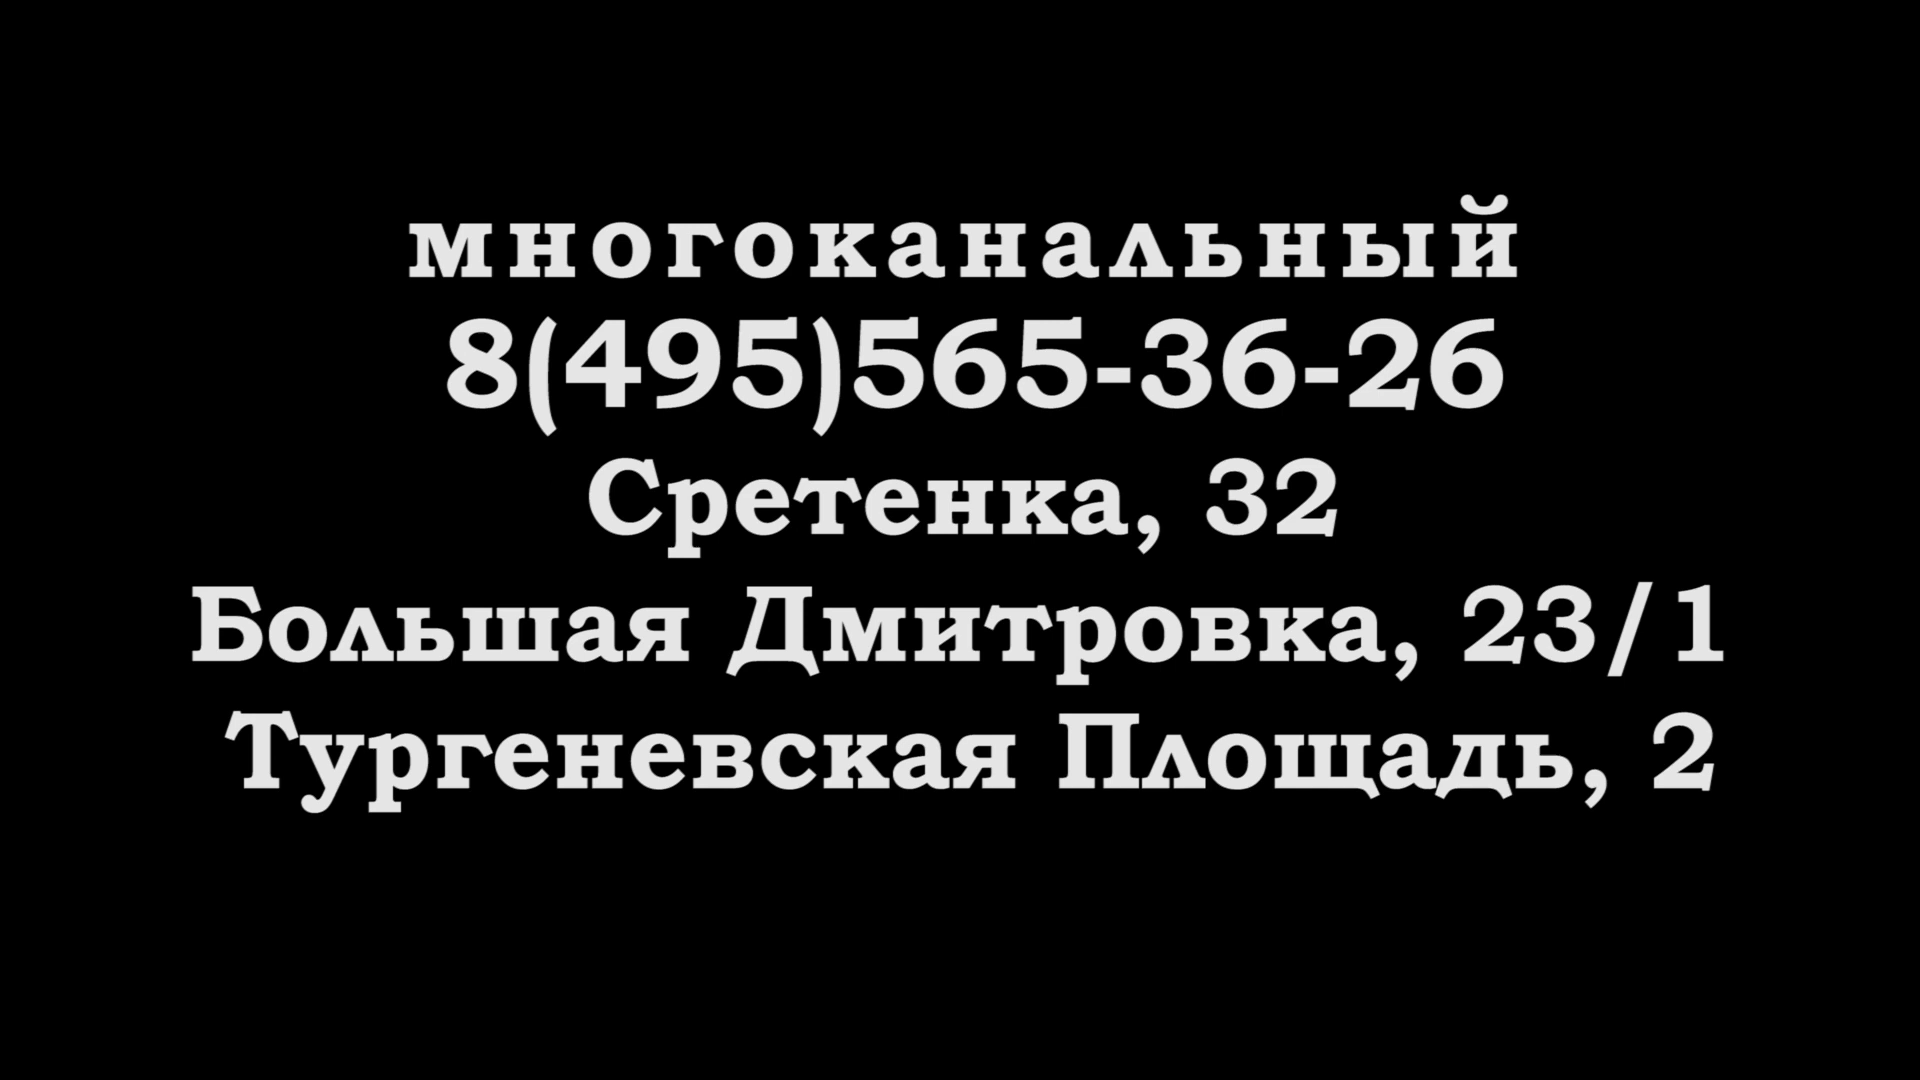 многоканальный
8(495)565-36-26
Сретенка, 32
Большая Дмитровка, 23/1
Тургеневская Площадь, 2